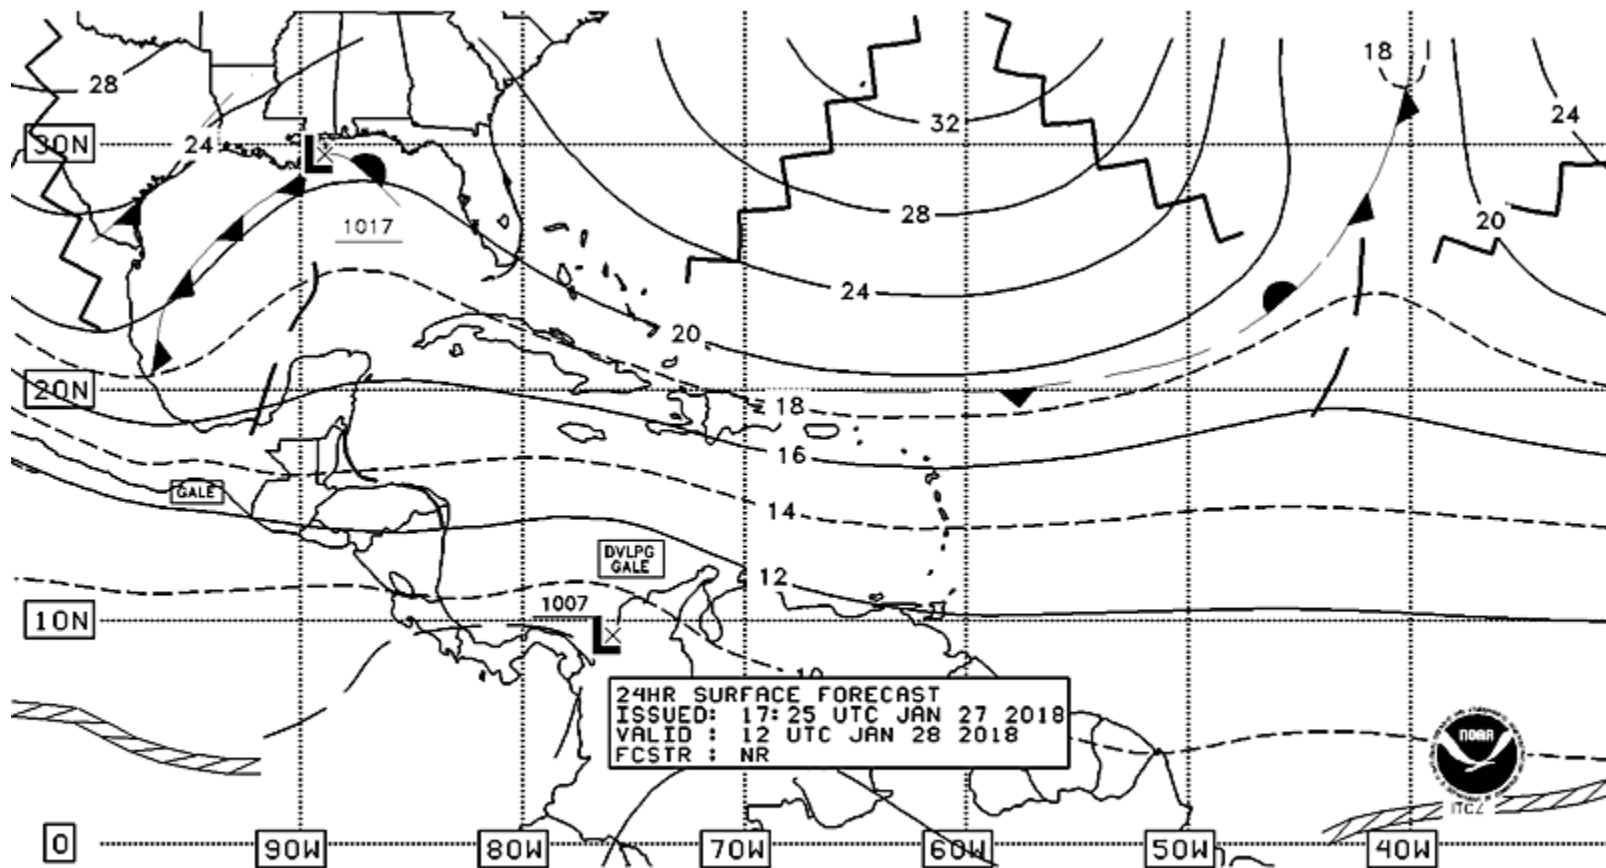 18
28
24
32
30N
24
28
20
1017
24
20
20N
18
16
14
GALE
DVLPG
GALE
12
1007
10N
10
24HR SURFACE FORECAST
ISSUED: 17:25 UTC JAN 27 2018
VALID : 12 UTC JAN 28 2018
FCSTR : NR
NOAA
ITCZ
0
90W
80W
70W
60W
50W
40W
L
L